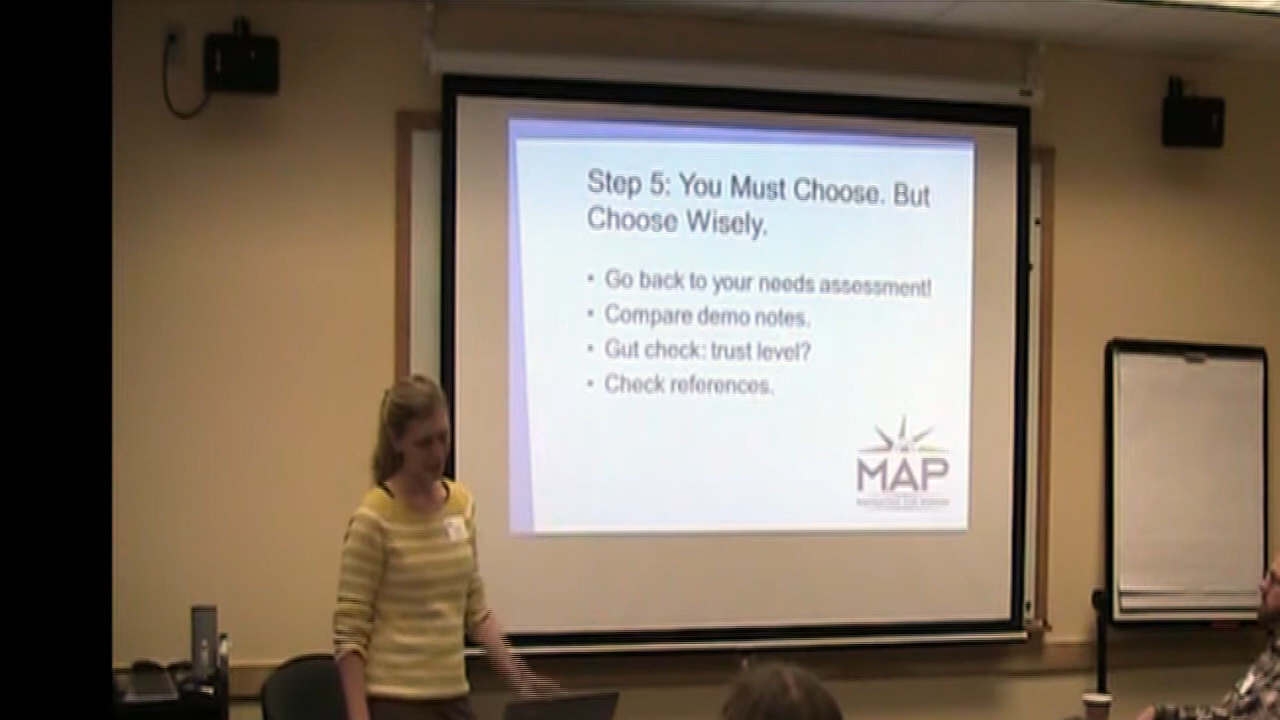 Step 5: You Must Choose. But
Choose Wisely.
• Go back to your needs assessment!
• Compare demo notes.
• Gut check: trust level?
• Check references.
MAP